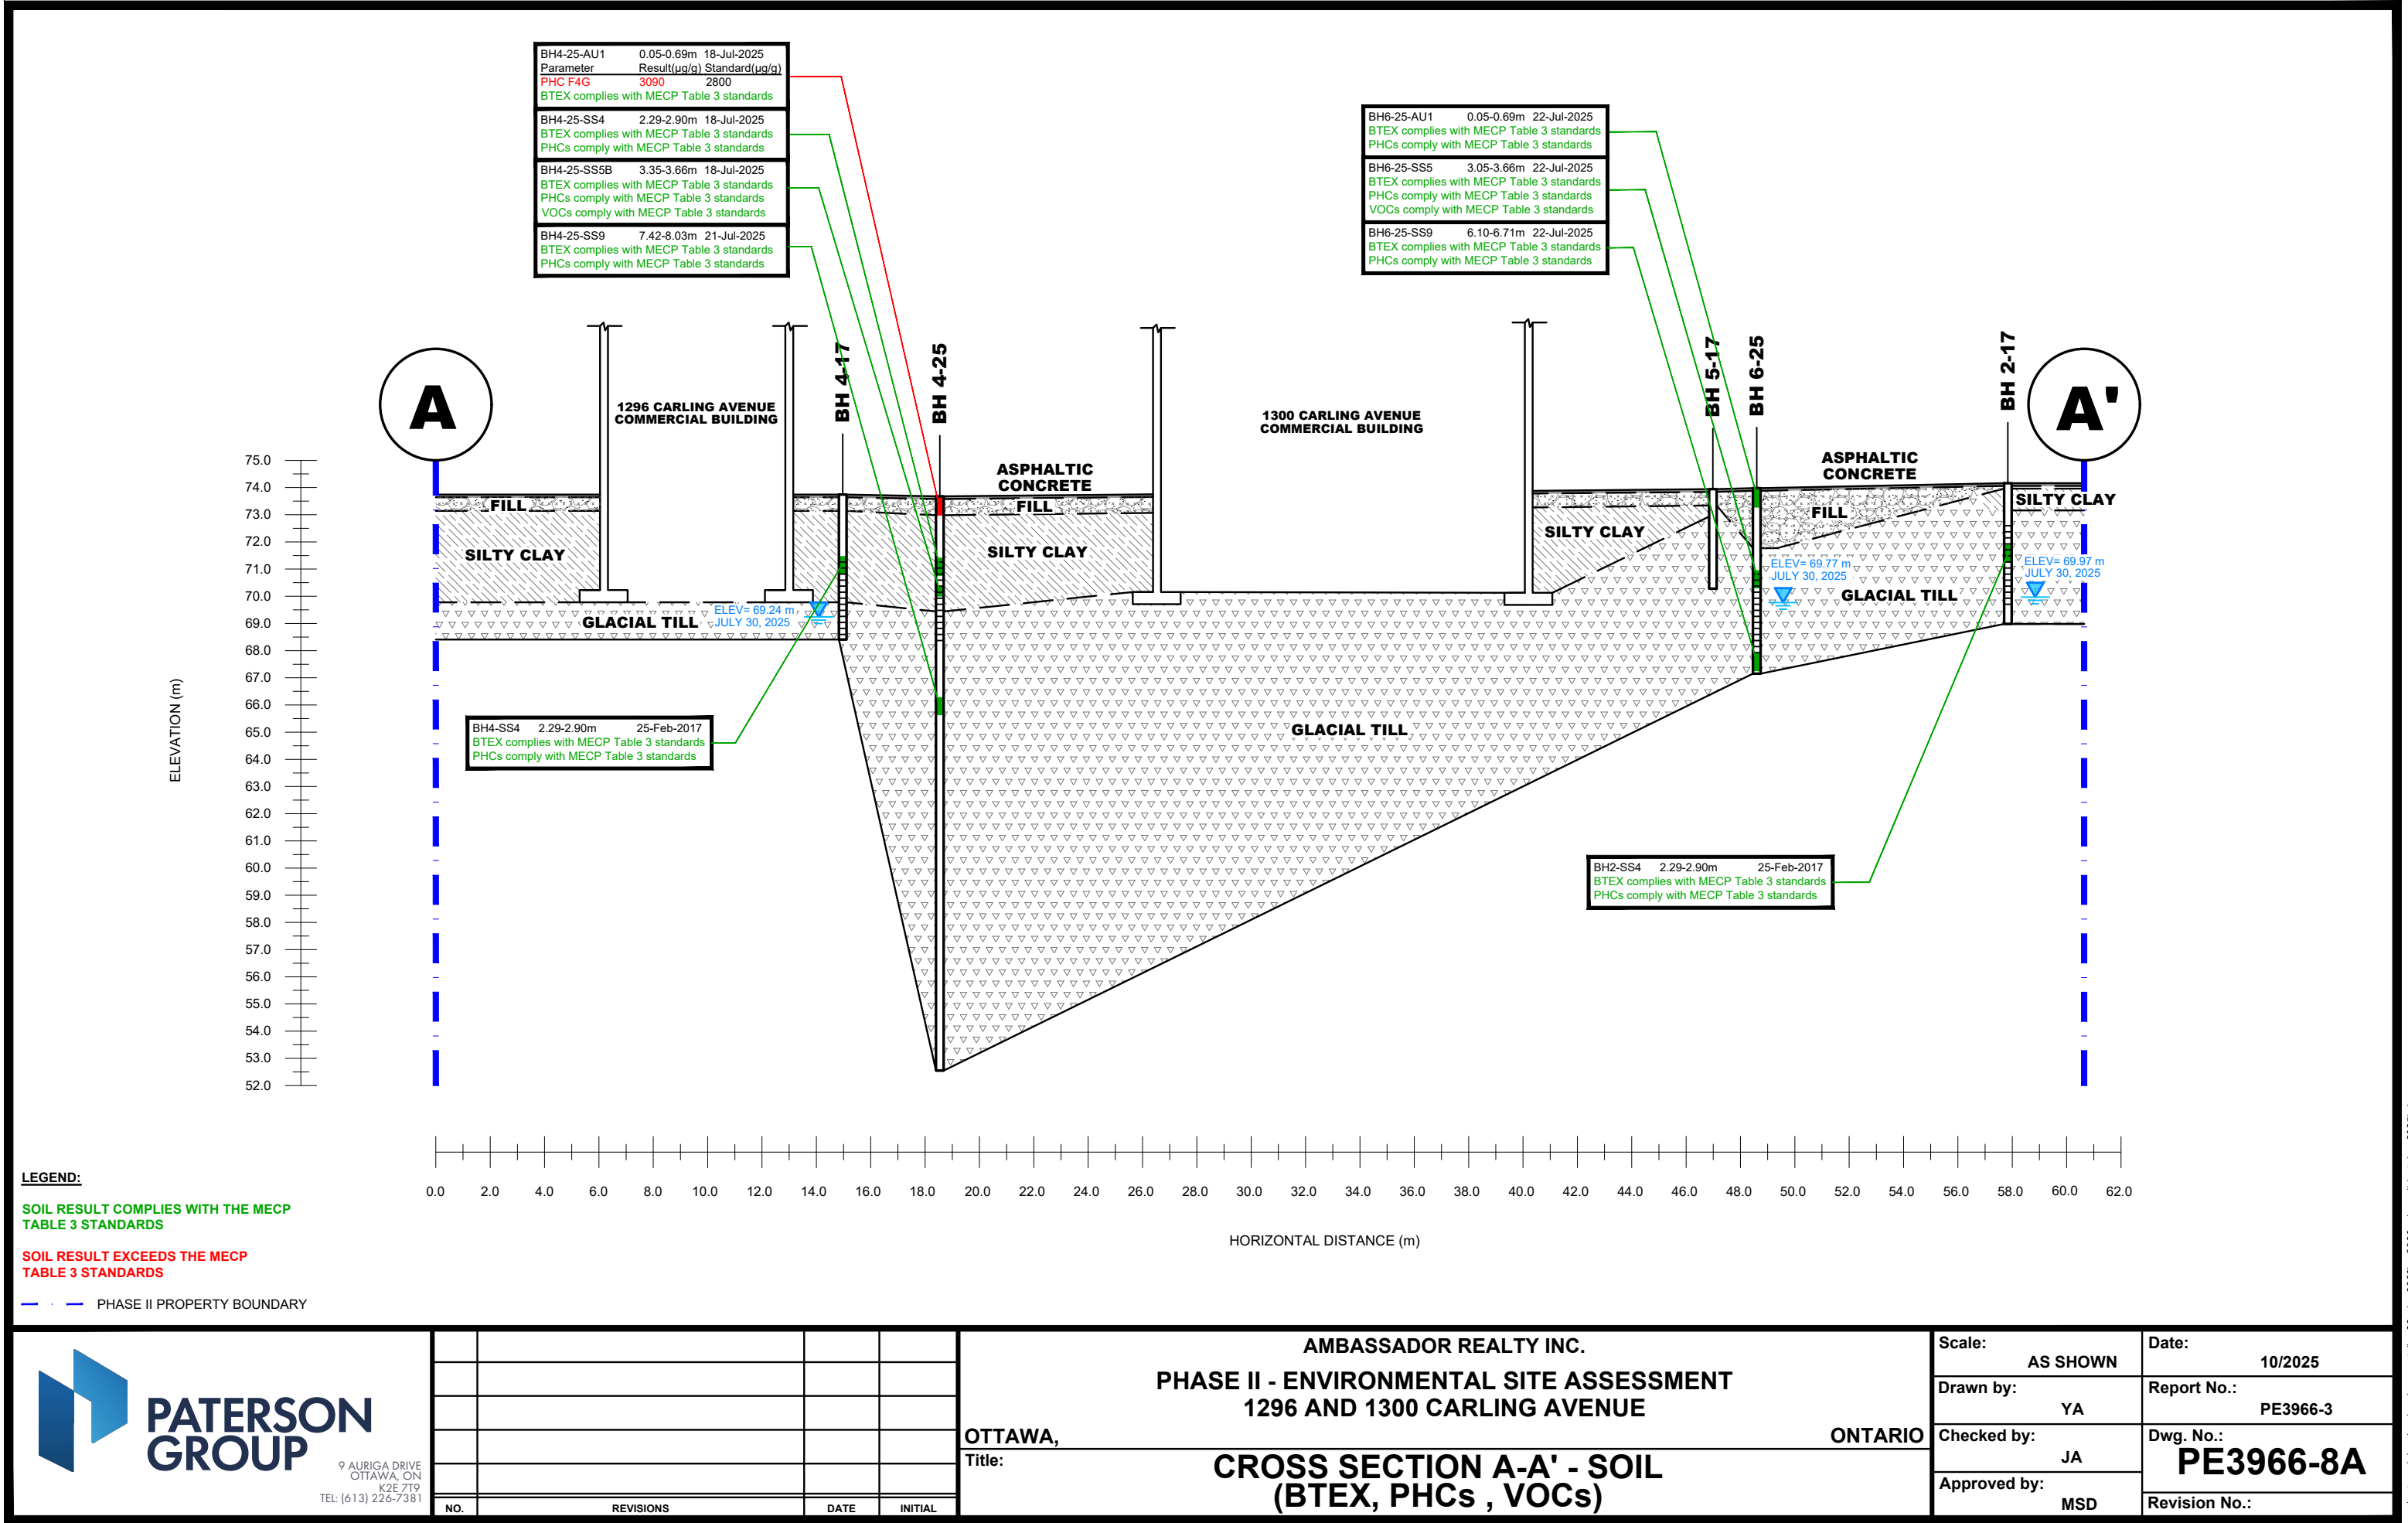 BH4-25-AU1 0.05-0.69m 18-Jul-2025
Parameter Result(µg/g) Standard(µg/g)
PHC F4G 3090 2800
BTEX complies with MECP Table 3 standards
BH4-25-SS4 2.29-2.90m 18-Jul-2025
BTEX complies with MECP Table 3 standards
PHCs comply with MECP Table 3 standards
BH4-25-SS5B 3.35-3.66m 18-Jul-2025
BTEX complies with MECP Table 3 standards
PHCs comply with MECP Table 3 standards
VOCs comply with MECP Table 3 standards
BH4-25-SS9 7.42-8.03m 21-Jul-2025
BTEX complies with MECP Table 3 standards
PHCs comply with MECP Table 3 standards
BH6-25-AU1 0.05-0.69m 22-Jul-2025
BTEX complies with MECP Table 3 standards
PHCs comply with MECP Table 3 standards
BH6-25-SS5 3.05-3.66m 22-Jul-2025
BTEX complies with MECP Table 3 standards
PHCs comply with MECP Table 3 standards
VOCs comply with MECP Table 3 standards
BH6-25-SS9 6.10-6.71m 22-Jul-2025
BTEX complies with MECP Table 3 standards
PHCs comply with MECP Table 3 standards
A
1296 CARLING AVENUE
COMMERCIAL BUILDING
BH 4-17
BH 4-25
1300 CARLING AVENUE
COMMERCIAL BUILDING
BH 5-17
BH 6-25
BH 2-17
A'
ASPHALTIC
CONCRETE
ASPHALTIC
CONCRETE
FILL
FILL
FILL
SILTY CLAY
SILTY CLAY
SILTY CLAY
SILTY CLAY
ELEV= 69.77 m
JULY 30, 2025
ELEV= 69.97 m
JULY 30, 2025
GLACIAL TILL
ELEV= 69.24 m
JULY 30, 2025
GLACIAL TILL
GLACIAL TILL
BH4-SS4 2.29-2.90m 25-Feb-2017
BTEX complies with MECP Table 3 standards
PHCs comply with MECP Table 3 standards
BH2-SS4 2.29-2.90m 25-Feb-2017
BTEX complies with MECP Table 3 standards
PHCs comply with MECP Table 3 standards
ELEVATION (m)
75.0
74.0
73.0
72.0
71.0
70.0
69.0
68.0
67.0
66.0
65.0
64.0
63.0
62.0
61.0
60.0
59.0
58.0
57.0
56.0
55.0
54.0
53.0
52.0
0.0 2.0 4.0 6.0 8.0 10.0 12.0 14.0 16.0 18.0 20.0 22.0 24.0 26.0 28.0 30.0 32.0 34.0 36.0 38.0 40.0 42.0 44.0 46.0 48.0 50.0 52.0 54.0 56.0 58.0 60.0 62.0
HORIZONTAL DISTANCE (m)
LEGEND:
SOIL RESULT COMPLIES WITH THE MECP
TABLE 3 STANDARDS
SOIL RESULT EXCEEDS THE MECP
TABLE 3 STANDARDS
PHASE II PROPERTY BOUNDARY
PATERSON
GROUP
9 AURIGA DRIVE
OTTAWA, ON
K2E 7T9
TEL: (613) 226-7381
NO. REVISIONS DATE INITIAL
AMBASSADOR REALTY INC.
PHASE II - ENVIRONMENTAL SITE ASSESSMENT
1296 AND 1300 CARLING AVENUE
OTTAWA, ONTARIO
Title:
CROSS SECTION A-A' - SOIL
(BTEX, PHCs , VOCs)
Scale:
AS SHOWN
Date:
10/2025
Drawn by:
YA
Report No.:
PE3966-3
Checked by:
JA
Dwg. No.:
PE3966-8A
Approved by:
MSD
Revision No.: